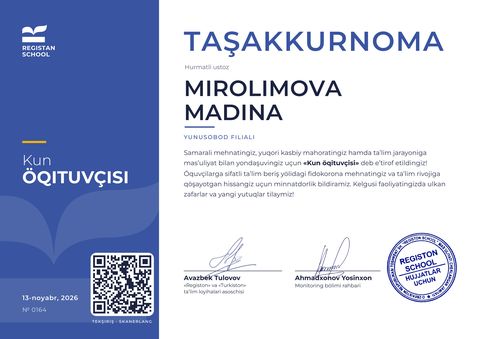 REGISTAN
SCHOOL
Kun
ÖQITUVÇISI
13-noyabr, 2026
№ 0164
TEKŞIRIŞ - SKANERLANG
TAŞAKKURNOMA
Hurmatli ustoz
MIROLIMOVA
MADINA
YUNUSOBOD FILIALI
Samarali mehnatingiz, yuqori kasbiy mahoratingiz hamda ta’lim jarayoniga
mas’uliyat bilan yondaşuvingiz uçun «Kun öqituvçisi» deb e’tirof etildingiz!
Öquvçilarga sifatli ta’lim beriş yölidagi fidokorona mehnatingiz va ta’lim rivojiga
qöşayotgan hissangiz uçun minnatdorlik bildiramiz. Kelgusi faoliyatingizda ulkan
zafarlar va yangi yutuqlar tilaymiz!
Avazbek Tulovov
«Registon» va «Turkiston»
ta’lim loyihalari asoschisi
Ahmadxonov Yosinxon
Monitoring bölimi rahbari
REGISTON
SCHOOL
HUJJATLAR
UCHUN